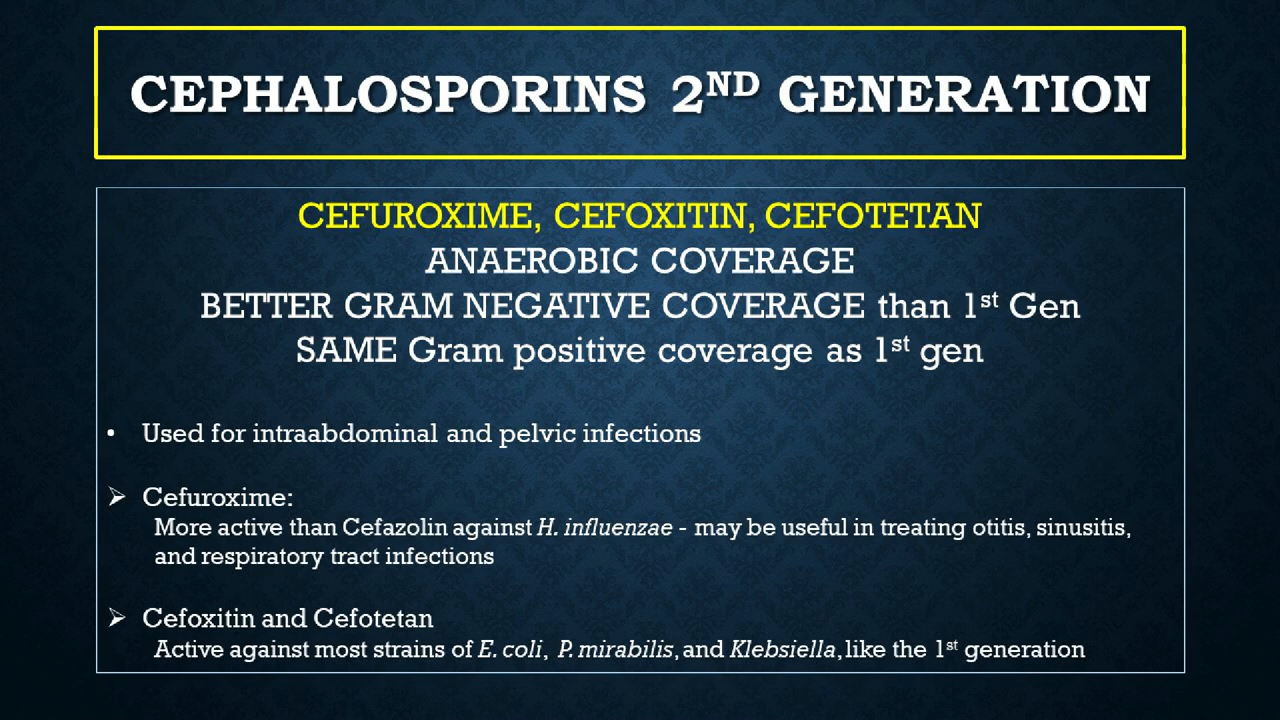 CEPHALOSPORINS 2ND GENERATION
CEFUROXIME, CEFOXITIN, CEFOTETAN
ANAEROBIC COVERAGE
BETTER GRAM NEGATIVE COVERAGE than 1st Gen
SAME Gram positive coverage as 1st gen
• Used for intraabdominal and pelvic infections
➢ Cefuroxime:
More active than Cefazolin against H. influenzae - may be useful in treating otitis, sinusitis,
and respiratory tract infections
➢ Cefoxitin and Cefotetan
Active against most strains of E. coli, P. mirabilis, and Klebsiella, like the 1st generation